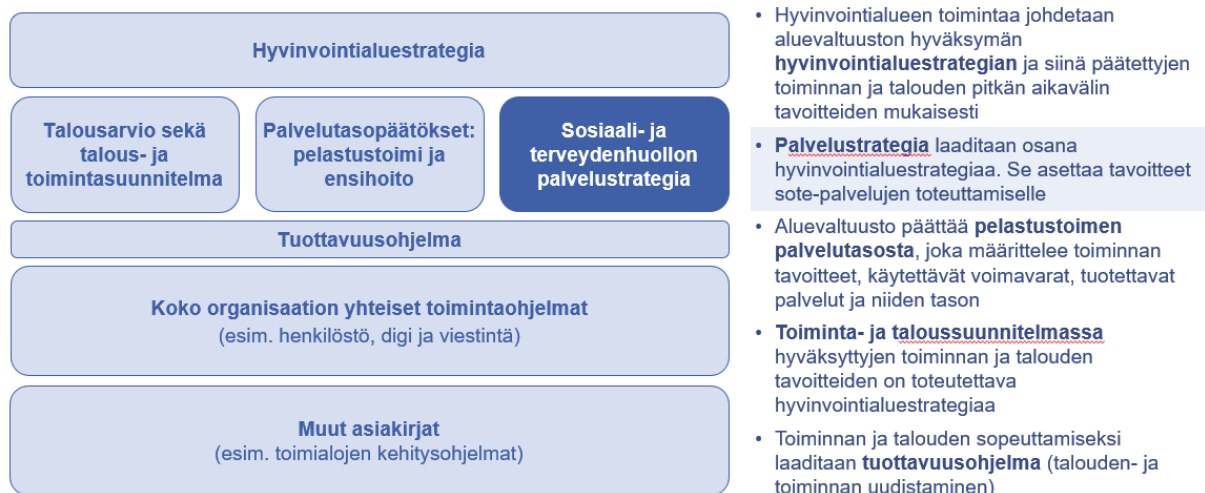 Hyvinvointialuestrategia
Talousarvio sekä
talous- ja
toimintasuunnitelma
Palvelutasopäätökset:
pelastustoimi ja
ensihoito
Sosiaali- ja
terveydenhuollon
palvelustrategia
Tuottavuusohjelma
Koko organisaation yhteiset toimintaohjelmat
(esim. henkilöstö, digi ja viestintä)
Muut asiakirjat
(esim. toimialojen kehitysohjelmat)
• Hyvinvointialueen toimintaa johdetaan
aluevaltuuston hyväksymän
hyvinvointialuestrategian ja siinä päätettyjen
toiminnan ja talouden pitkän aikavälin
tavoitteiden mukaisesti
• Palvelustrategia laaditaan osana
hyvinvointialuestrategiaa. Se asettaa tavoitteet
sote-palvelujen toteuttamiselle
• Aluevaltuusto päättää pelastustoimen
palvelutasosta, joka määrittelee toiminnan
tavoitteet, käytettävät voimavarat, tuotettavat
palvelut ja niiden tason
• Toiminta- ja taloussuunnitelmassa
hyväksyttyjen toiminnan ja talouden
tavoitteiden on toteutettava
hyvinvointialuestrategiaa
• Toiminnan ja talouden sopeuttamiseksi
laaditaan tuottavuusohjelma (talouden- ja
toiminnan uudistaminen)